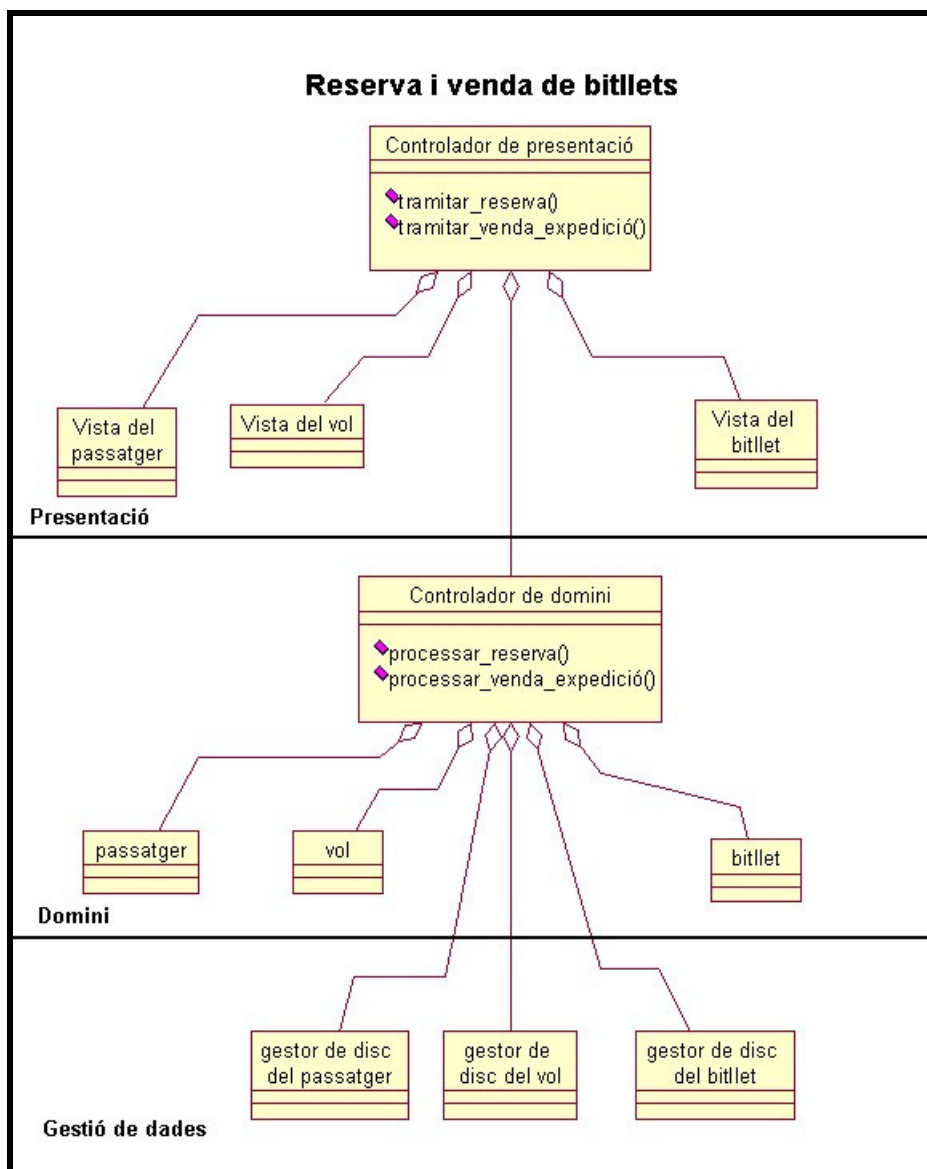 Reserva i venda de bitllets
Controlador de presentació
tramitar_reserva()
tramitar_venda_expedició()
Vista del
passatger
Vista del vol
Vista del
bitllet
Presentació
Controlador de domini
processar_reserva()
processar_venda_expedició()
passatger
vol
bitllet
Domini
gestor de disc
del passatger
gestor de
disc del vol
gestor de disc
del bitllet
Gestió de dades